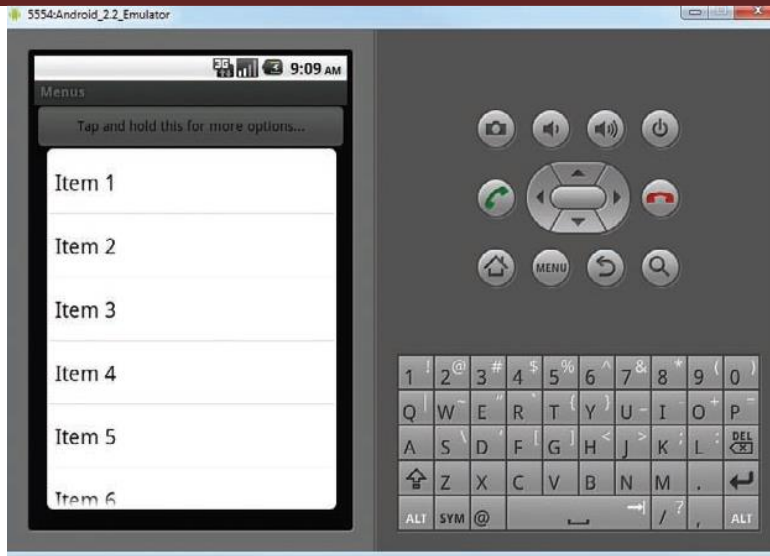 5554:Android_2.2_Emulator
3G 9:09 AM
Menus
Tap and hold this for more options...
Item 1
Item 2
Item 3
Item 4
Item 5
Item 6
MENU
1 ! 2 @ 3 # 4 $ 5 % 6 ^ 7 & 8 * 9 ( 0 )
Q | W ~ E " R ` T { Y } U - I O + P =
A S \ D ' F [ G ] H < J > K ; L : DEL
Z X C V B N M .
ALT SYM @ / ? , ALT